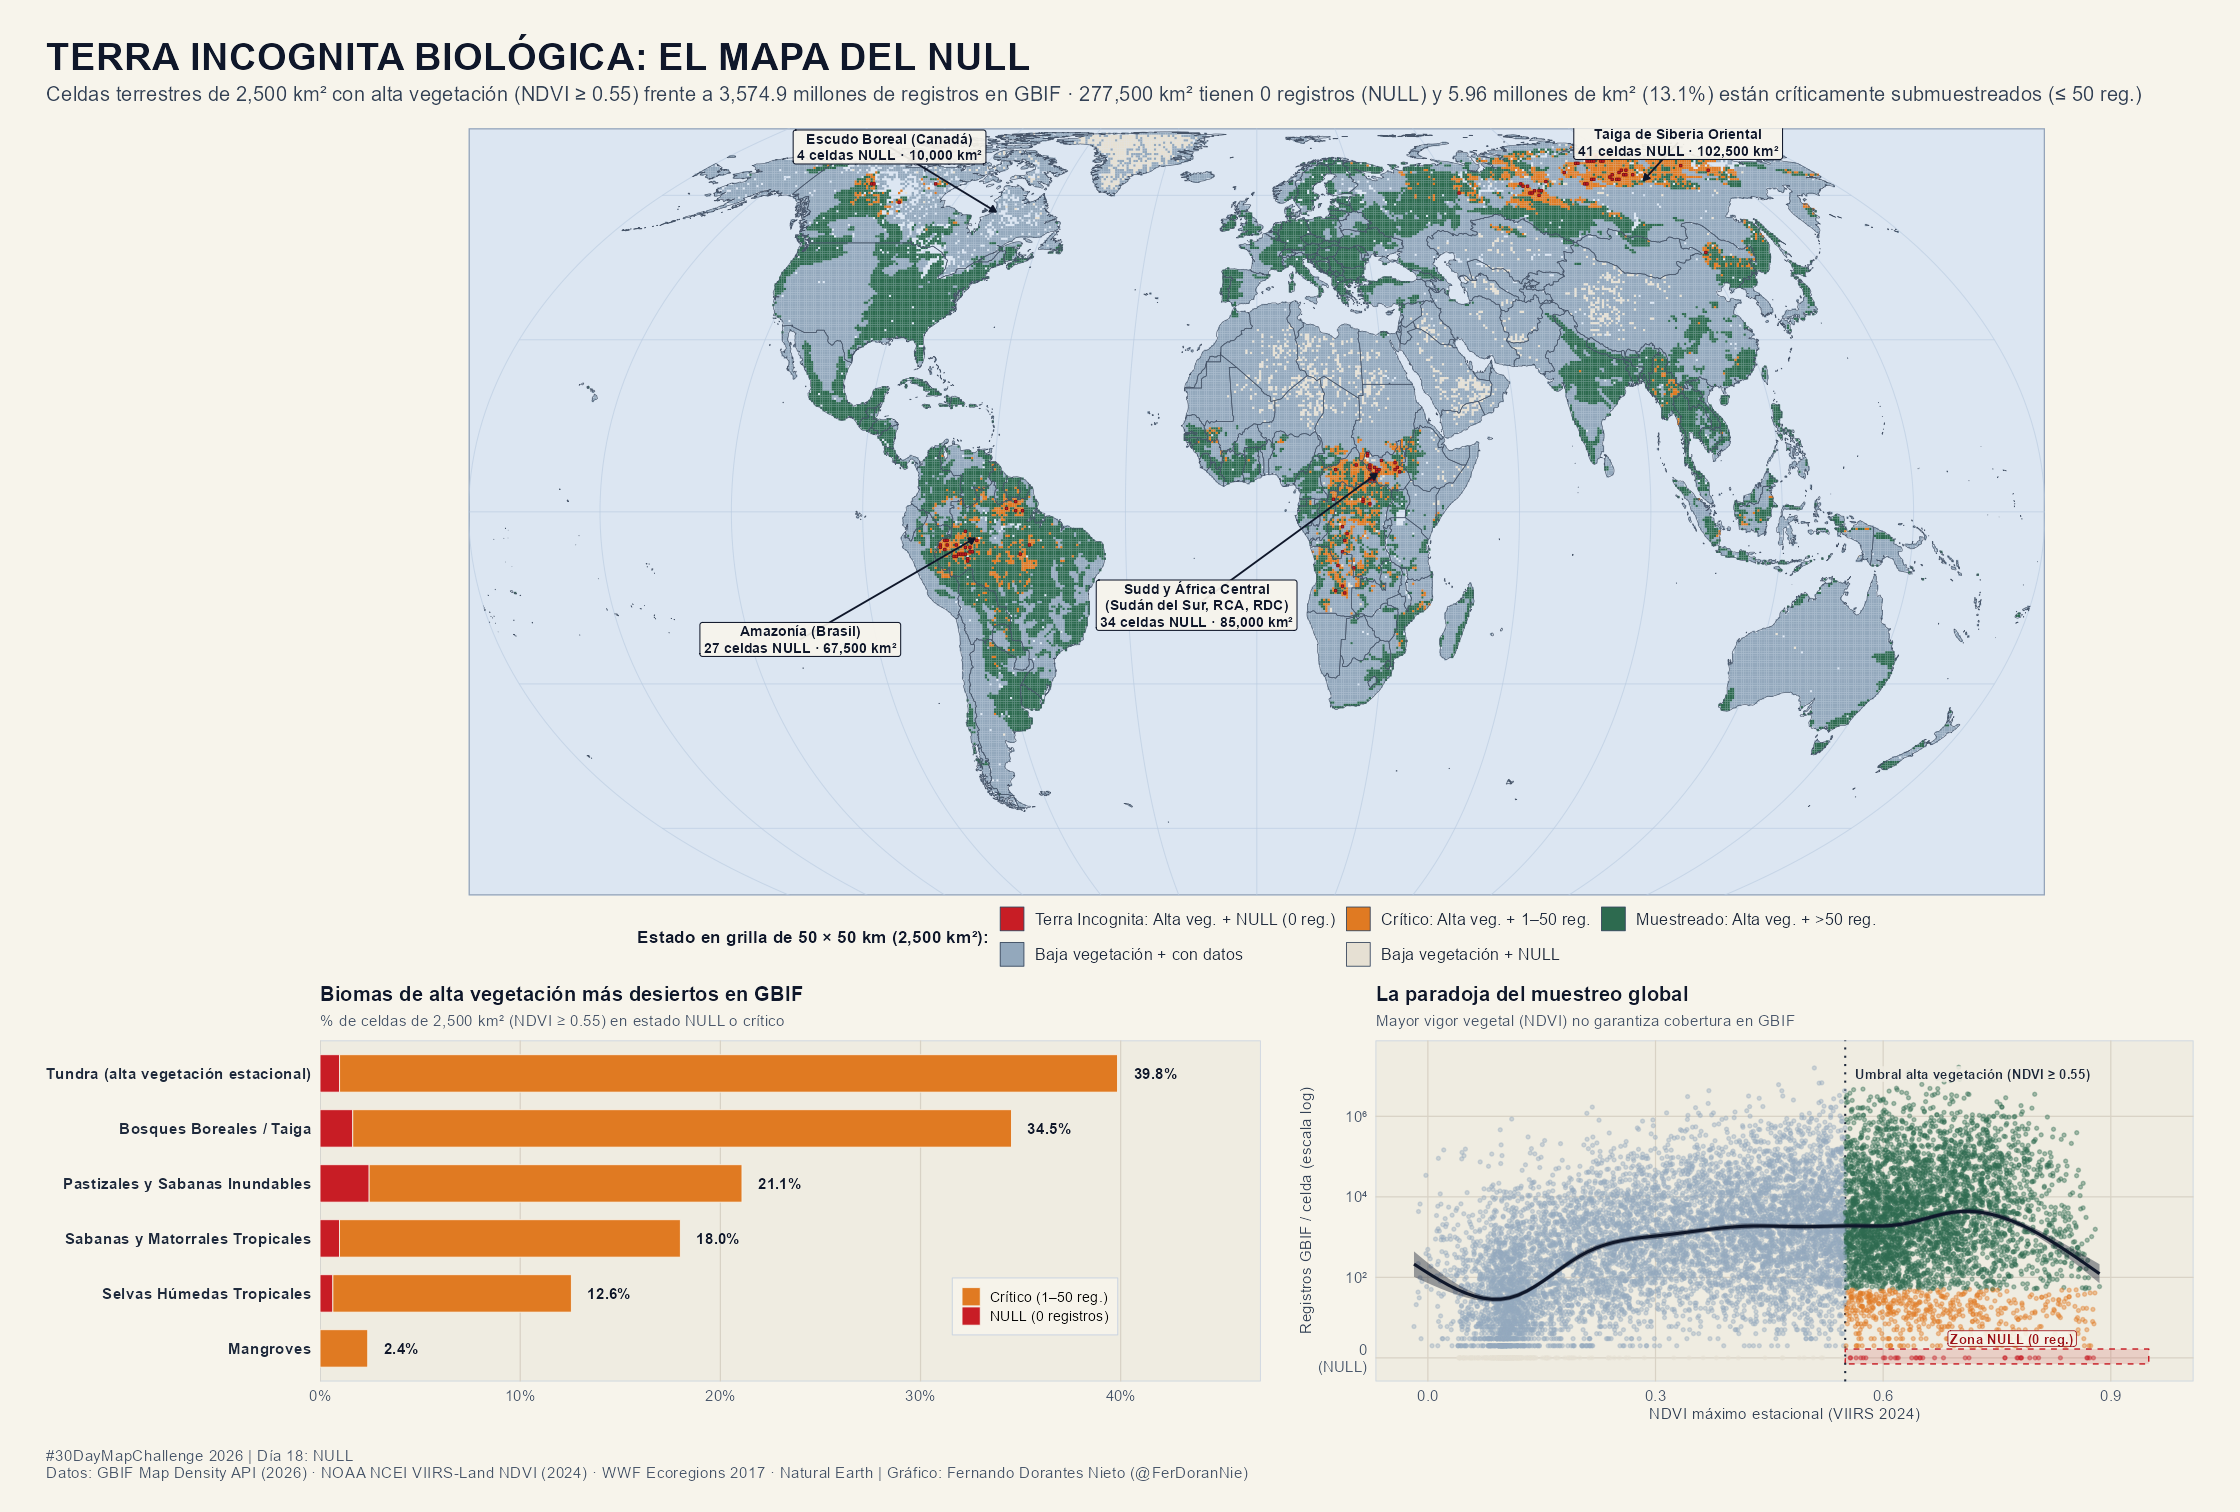 TERRA INCOGNITA BIOLÓGICA: EL MAPA DEL NULL
Celdas terrestres de 2,500 km² con alta vegetación (NDVI ≥ 0.55) frente a 3,574.9 millones de registros en GBIF · 277,500 km² tienen 0 registros (NULL) y 5.96 millones de km² (13.1%) están críticamente submuestreados (≤ 50 reg.)
Escudo Boreal (Canadá)
4 celdas NULL · 10,000 km²
Taiga de Siberia Oriental
41 celdas NULL · 102,500 km²
Sudd y África Central
(Sudán del Sur, RCA, RDC)
34 celdas NULL · 85,000 km²
Amazonía (Brasil)
27 celdas NULL · 67,500 km²
Estado en grilla de 50 × 50 km (2,500 km²):
Terra Incognita: Alta veg. + NULL (0 reg.)
Crítico: Alta veg. + 1–50 reg.
Muestreado: Alta veg. + >50 reg.
Baja vegetación + con datos
Baja vegetación + NULL
Biomas de alta vegetación más desiertos en GBIF
% de celdas de 2,500 km² (NDVI ≥ 0.55) en estado NULL o crítico
Tundra (alta vegetación estacional)
39.8%
Bosques Boreales / Taiga
34.5%
Pastizales y Sabanas Inundables
21.1%
Sabanas y Matorrales Tropicales
18.0%
Selvas Húmedas Tropicales
12.6%
Mangroves
2.4%
Crítico (1–50 reg.)
NULL (0 registros)
0%
10%
20%
30%
40%
La paradoja del muestreo global
Mayor vigor vegetal (NDVI) no garantiza cobertura en GBIF
Umbral alta vegetación (NDVI ≥ 0.55)
Registros GBIF / celda (escala log)
10⁶
10⁴
10²
0
(NULL)
Zona NULL (0 reg.)
0.0
0.3
0.6
0.9
NDVI máximo estacional (VIIRS 2024)
#30DayMapChallenge 2026 | Día 18: NULL
Datos: GBIF Map Density API (2026) · NOAA NCEI VIIRS-Land NDVI (2024) · WWF Ecoregions 2017 · Natural Earth | Gráfico: Fernando Dorantes Nieto (@FerDoranNie)